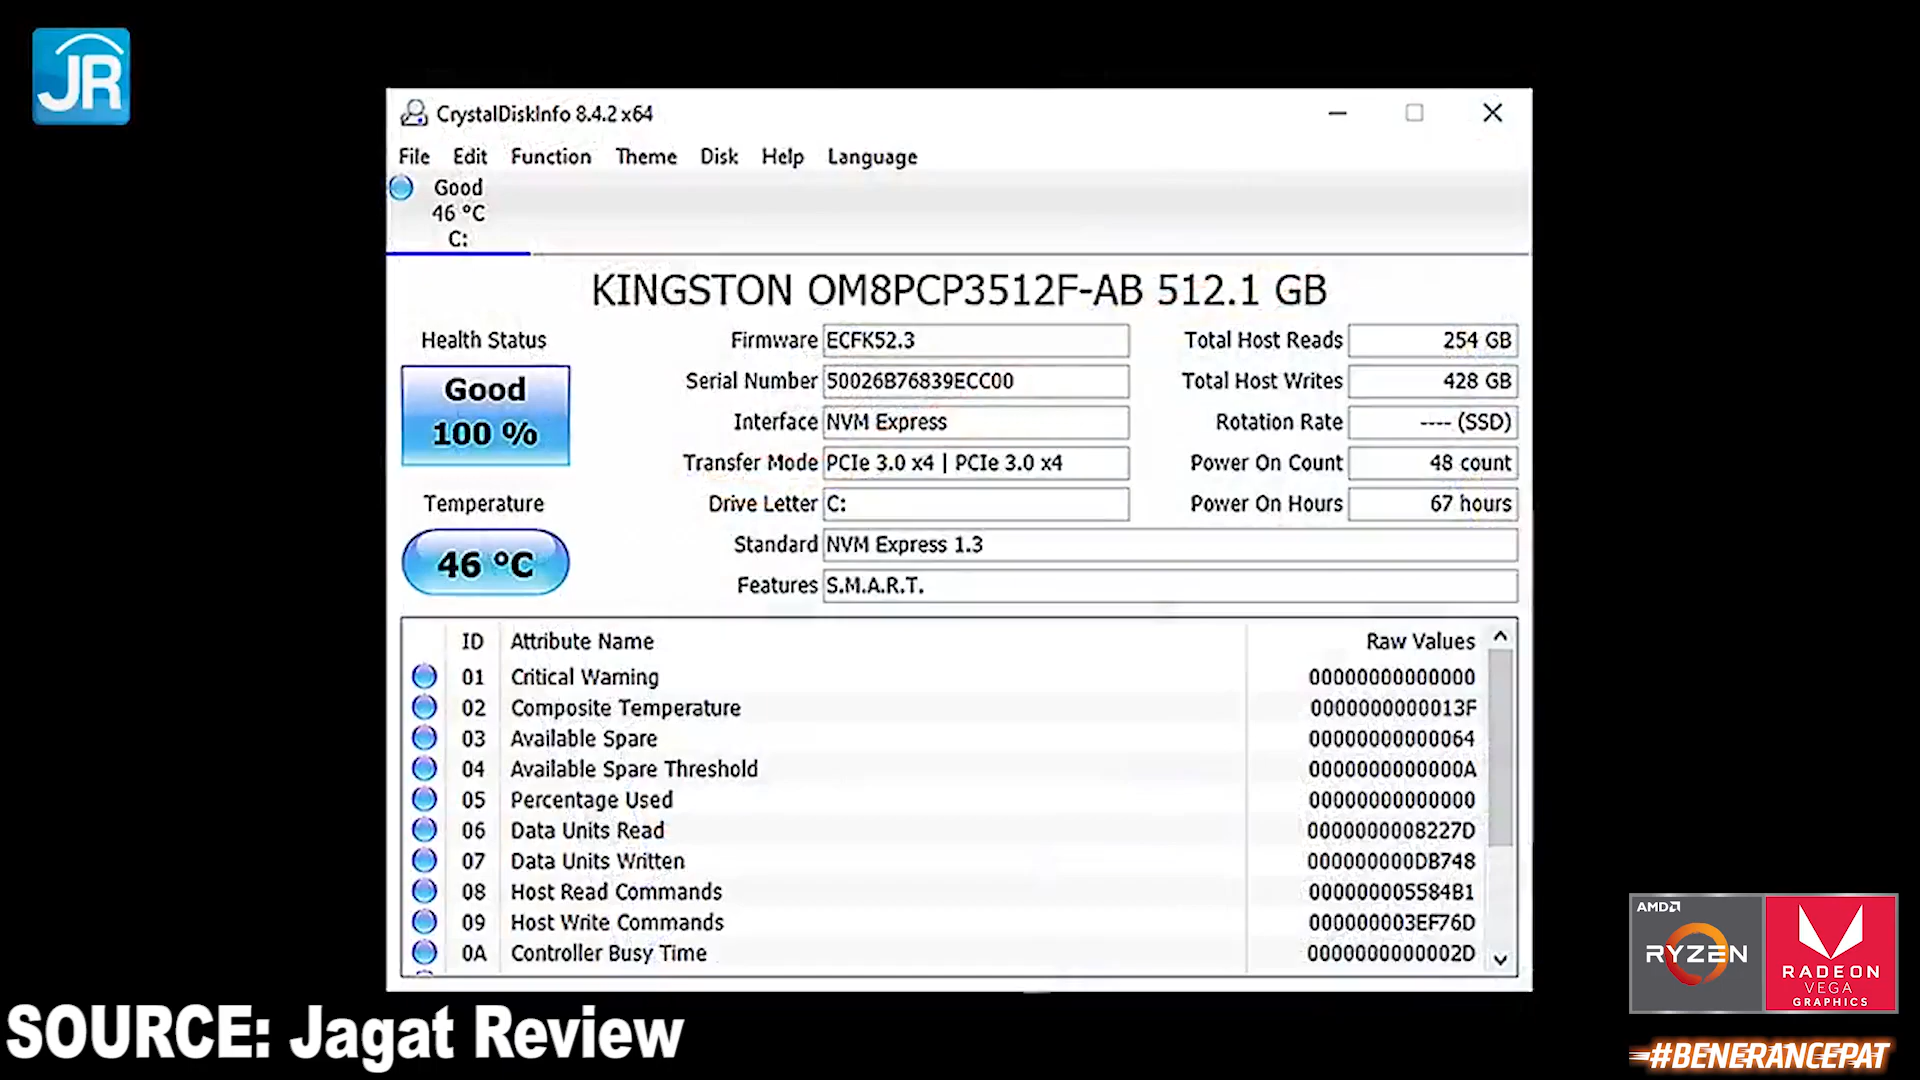 JR
CrystalDiskInfo 8.4.2 x64
File Edit Function Theme Disk Help Language
Good
46 °C
C:
KINGSTON OM8PCP3512F-AB 512.1 GB
Health Status
Good
100 %
Temperature
46 °C
Firmware ECFK52.3
Serial Number 50026B76839ECC00
Interface NVM Express
Transfer Mode PCIe 3.0 x4 | PCIe 3.0 x4
Drive Letter C:
Standard NVM Express 1.3
Features S.M.A.R.T.
Total Host Reads 254 GB
Total Host Writes 428 GB
Rotation Rate ---- (SSD)
Power On Count 48 count
Power On Hours 67 hours
ID Attribute Name Raw Values
01 Critical Warning 00000000000000
02 Composite Temperature 0000000000013F
03 Available Spare 00000000000064
04 Available Spare Threshold 0000000000000A
05 Percentage Used 00000000000000
06 Data Units Read 0000000008227D
07 Data Units Written 000000000DB748
08 Host Read Commands 000000005584B1
09 Host Write Commands 000000003EF76D
0A Controller Busy Time 0000000000002D
AMD
RYZEN
RADEON
VEGA
GRAPHICS
SOURCE: Jagat Review
#BENERANCEPAT